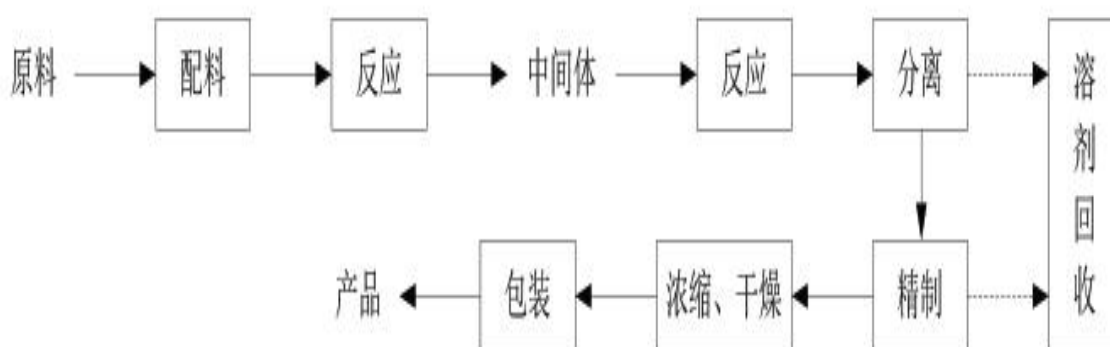 原料
配料
反应
中间体
反应
分离
溶剂回收
产品
包装
浓缩、干燥
精制